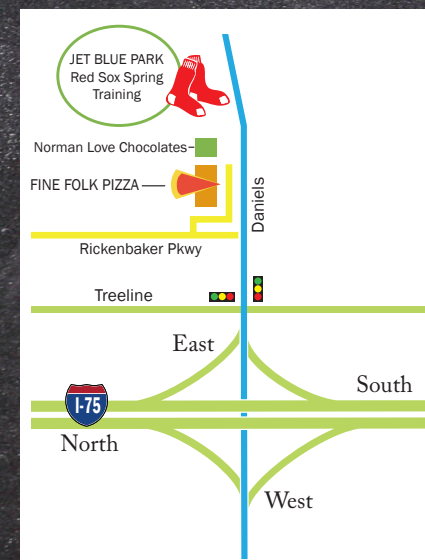 JET BLUE PARK
Red Sox Spring
Training
Norman Love Chocolates
FINE FOLK PIZZA
Daniels
Rickenbaker Pkwy
Treeline
East
South
I-75
North
West